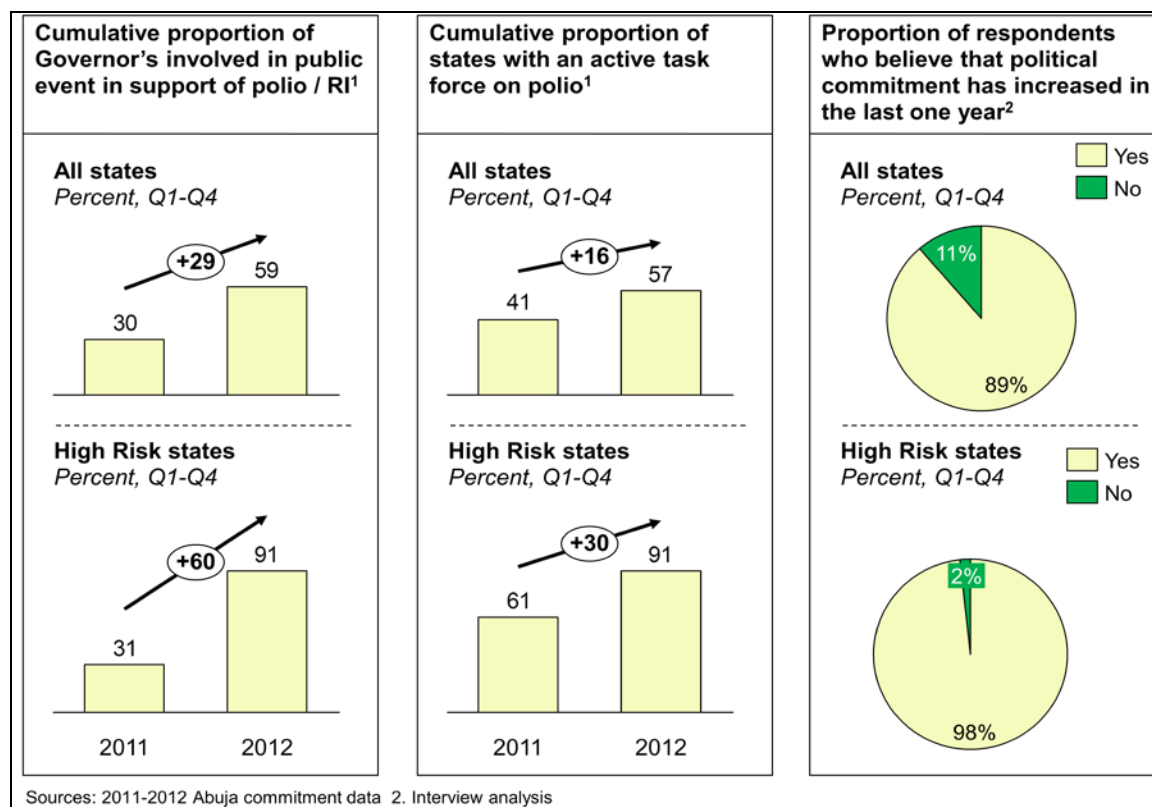 Cumulative proportion of
Governor's involved in public
event in support of polio / RI¹
All states
Percent, Q1-Q4
+29
30
59
High Risk states
Percent, Q1-Q4
+60
31
91
2011
2012
Cumulative proportion of
states with an active task
force on polio¹
All states
Percent, Q1-Q4
+16
41
57
High Risk states
Percent, Q1-Q4
+30
61
91
2011
2012
Proportion of respondents
who believe that political
commitment has increased in
the last one year²
All states
Percent, Q1-Q4
Yes
No
11%
89%
High Risk states
Percent, Q1-Q4
Yes
No
2%
98%
Sources: 2011-2012 Abuja commitment data 2. Interview analysis